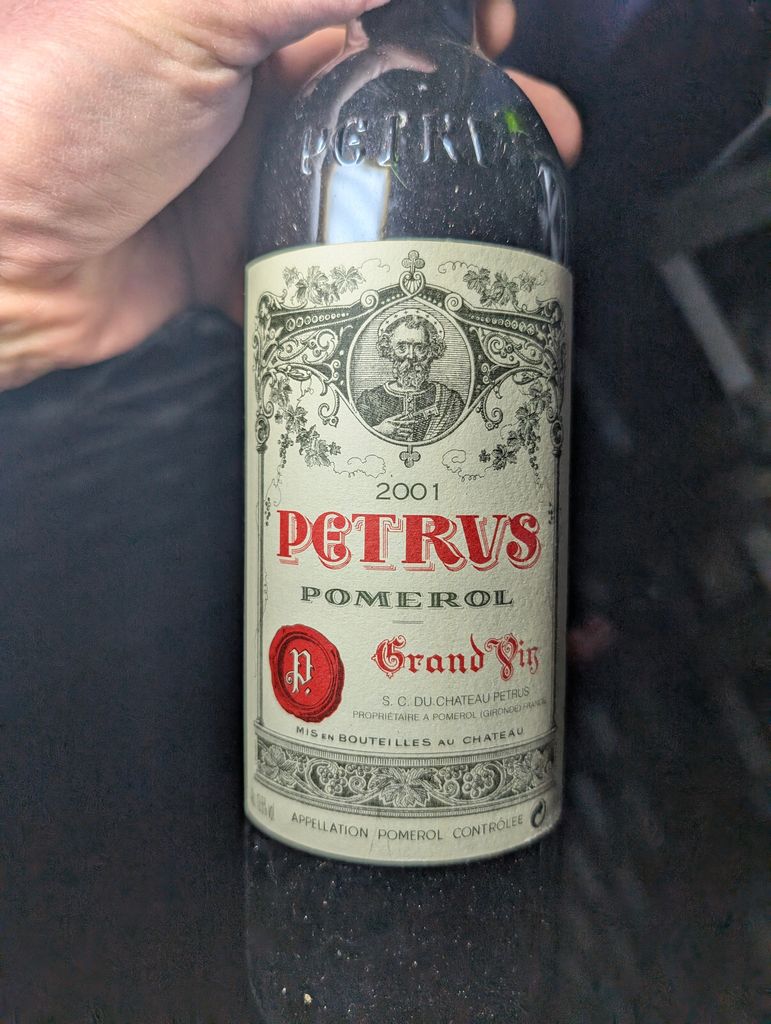 PETRU
2001
PETRVS
POMEROL
Grand Vin
P.
S. C. DU CHATEAU PETRUS
PROPRIÉTAIRE A POMEROL (GIRONDE) FRANCE
MIS EN BOUTEILLES AU CHATEAU
APPELLATION POMEROL CONTRÔLÉE